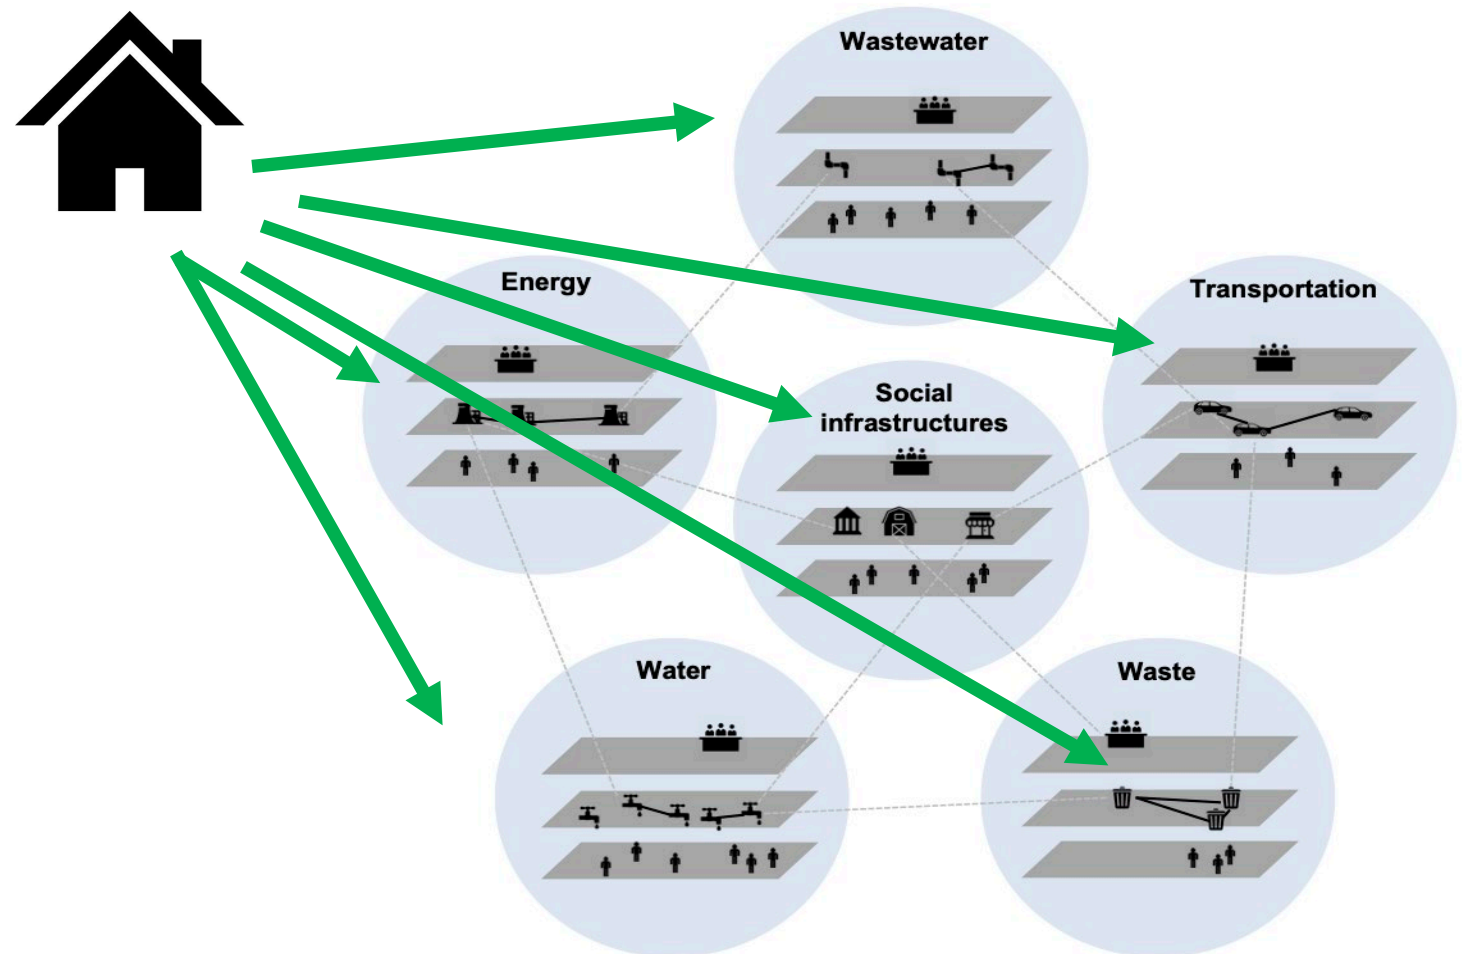 Wastewater
Energy
Transportation
Social
infrastructures
Water
Waste